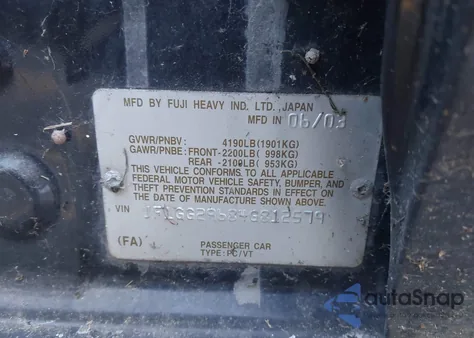 MFD BY FUJI HEAVY IND. LTD., JAPAN
MFD IN 06/03
GVWR/PNBV: 4190LB(1901KG)
GAWR/PNBE: FRONT-2200LB( 998KG)
REAR -2100LB( 953KG)
THIS VEHICLE CONFORMS TO ALL APPLICABLE
FEDERAL MOTOR VEHICLE SAFETY, BUMPER, AND
THEFT PREVENTION STANDARDS IN EFFECT ON
THE DATE OF MANUFACTURE SHOWN ABOVE.
VIN JF1GG29684G812579
(FA) PASSENGER CAR
TYPE:PC/VT
autoSnap